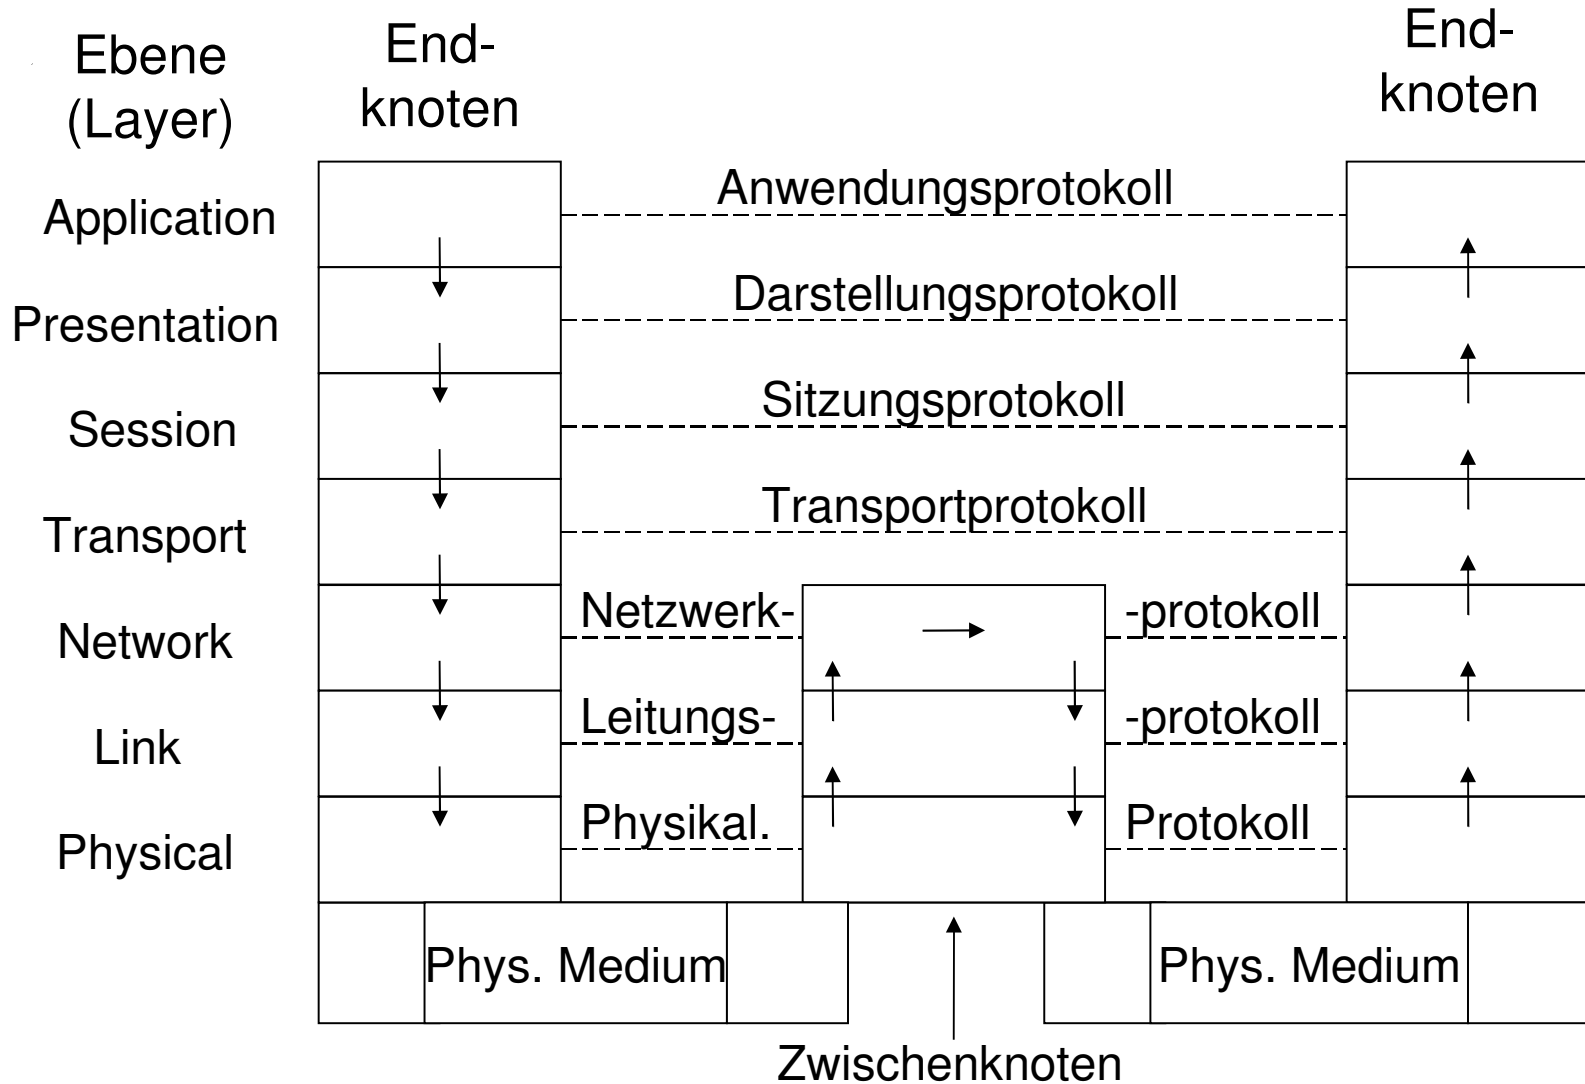 Ebene
(Layer)
End-
knoten
End-
knoten
Application
Anwendungsprotokoll
Presentation
Darstellungsprotokoll
Session
Sitzungsprotokoll
Transport
Transportprotokoll
Network
Netzwerk-
-protokoll
Link
Leitungs-
-protokoll
Physical
Physikal.
Protokoll
Phys. Medium
Phys. Medium
Zwischenknoten